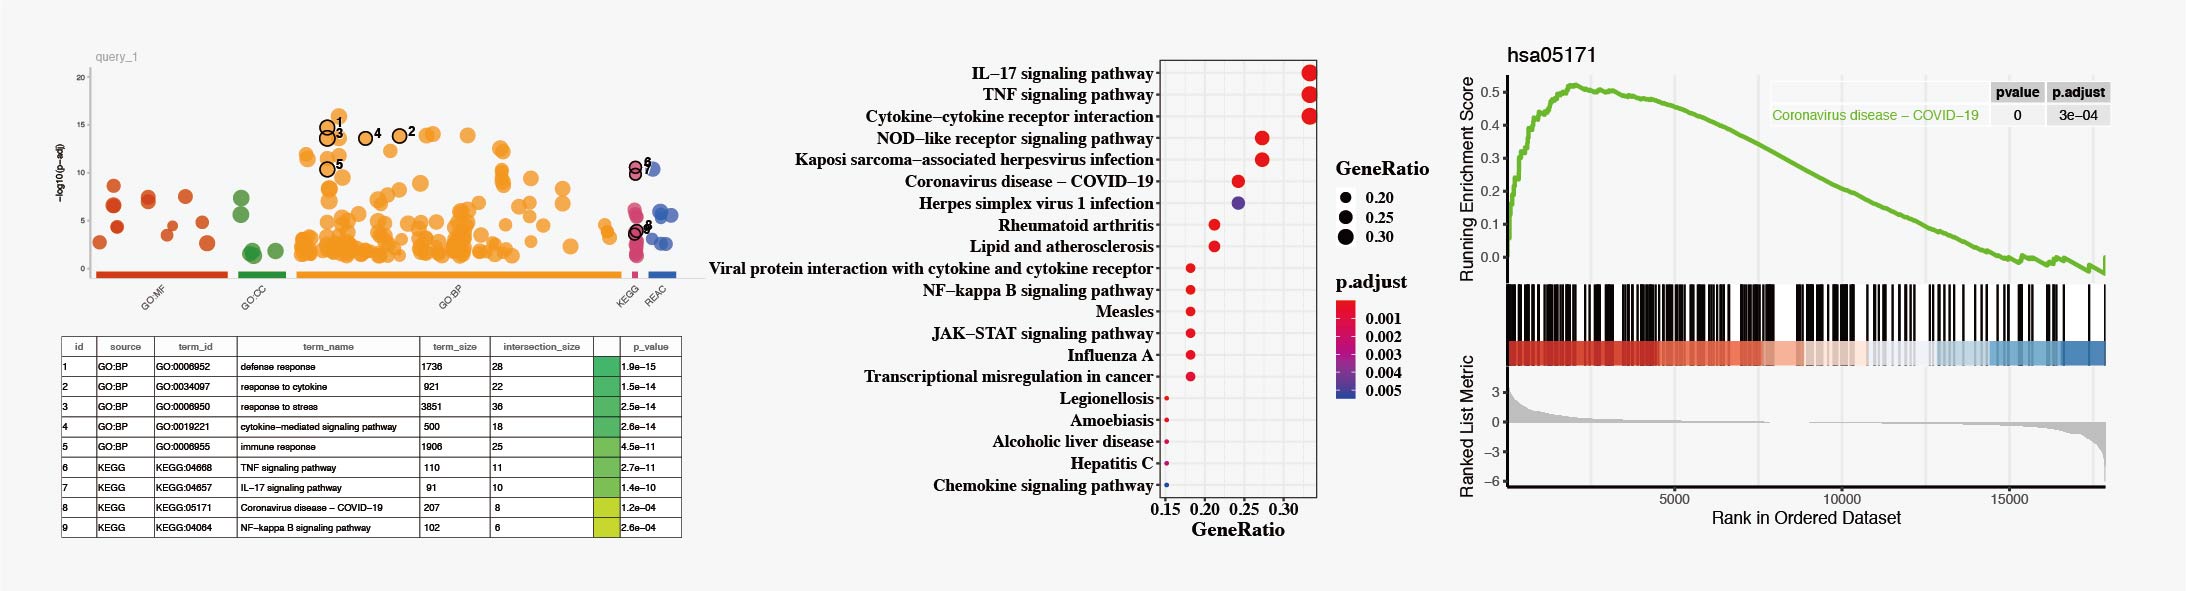 query_1
20
15
10
5
0
-log10(p-adj)
1
3
4
2
5
6
7
8
9
GO:MF
GO:CC
GO:BP
KEGG
REAC
id source term_id term_name term_size intersection_size p_value
1 GO:BP GO:0006952 defense response 1736 28 1.9e-15
2 GO:BP GO:0034097 response to cytokine 921 22 1.5e-14
3 GO:BP GO:0006950 response to stress 3851 36 2.5e-14
4 GO:BP GO:0019221 cytokine-mediated signaling pathway 500 18 2.6e-14
5 GO:BP GO:0006955 immune response 1906 25 4.5e-11
6 KEGG KEGG:04668 TNF signaling pathway 110 11 2.7e-11
7 KEGG KEGG:04657 IL-17 signaling pathway 91 10 1.4e-10
8 KEGG KEGG:05171 Coronavirus disease - COVID-19 207 8 1.2e-04
9 KEGG KEGG:04064 NF-kappa B signaling pathway 102 6 2.6e-04
IL−17 signaling pathway
TNF signaling pathway
Cytokine−cytokine receptor interaction
NOD−like receptor signaling pathway
Kaposi sarcoma−associated herpesvirus infection
Coronavirus disease − COVID−19
Herpes simplex virus 1 infection
Rheumatoid arthritis
Lipid and atherosclerosis
Viral protein interaction with cytokine and cytokine receptor
NF−kappa B signaling pathway
Measles
JAK−STAT signaling pathway
Influenza A
Transcriptional misregulation in cancer
Legionellosis
Amoebiasis
Alcoholic liver disease
Hepatitis C
Chemokine signaling pathway
0.15 0.20 0.25 0.30
GeneRatio
GeneRatio
0.20
0.25
0.30
p.adjust
0.001
0.002
0.003
0.004
0.005
hsa05171
pvalue p.adjust
Coronavirus disease − COVID−19 0 3e−04
Running Enrichment Score
0.5
0.4
0.3
0.2
0.1
0.0
Ranked List Metric
3
0
−3
−6
5000 10000 15000
Rank in Ordered Dataset